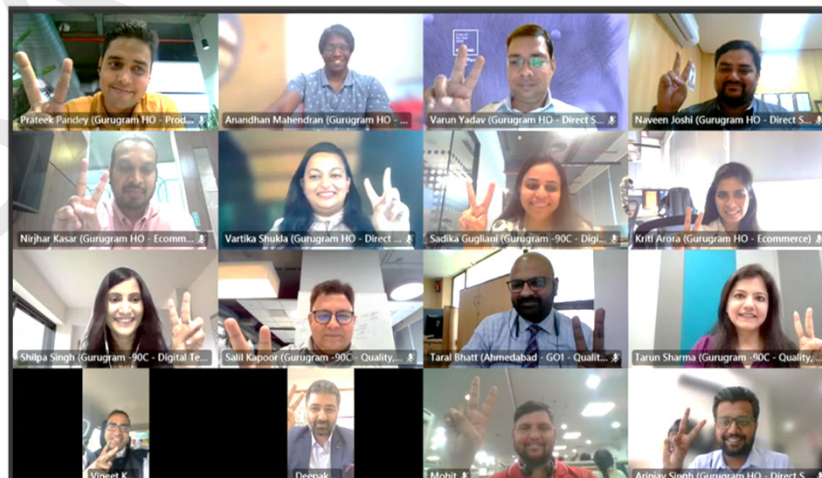 Prateek Pandey (Gurugram HO - Prod...
Anandhan Mahendran (Gurugram HO - ...
Varun Yadav (Gurugram HO - Direct S...
Naveen Joshi (Gurugram HO - Direct S...
Nirjhar Kasar (Gurugram HO - Ecomm...
Vartika Shukla (Gurugram HO - Direct ...
Sadika Gugliani (Gurugram -90C - Digi...
Kriti Arora (Gurugram HO - Ecommerce)
Shilpa Singh (Gurugram -90C - Digital Te...
Salil Kapoor (Gurugram -90C - Quality,...
Taral Bhatt (Ahmedabad - GO1 - Qualit...
Tarun Sharma (Gurugram -90C - Quality, ...
Vineet K...
Deepak
Mohit
Arinjay Singh (Gurugram HO - Direct S...